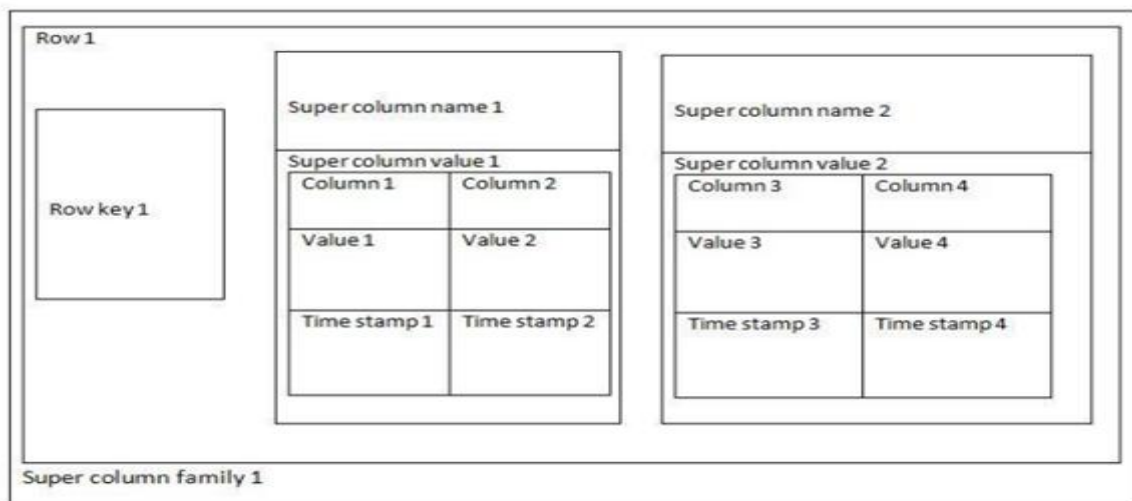 Row 1
Row key 1
Super column name 1
Super column value 1
Column 1 Column 2
Value 1 Value 2
Time stamp 1 Time stamp 2
Super column name 2
Super column value 2
Column 3 Column 4
Value 3 Value 4
Time stamp 3 Time stamp 4
Super column family 1